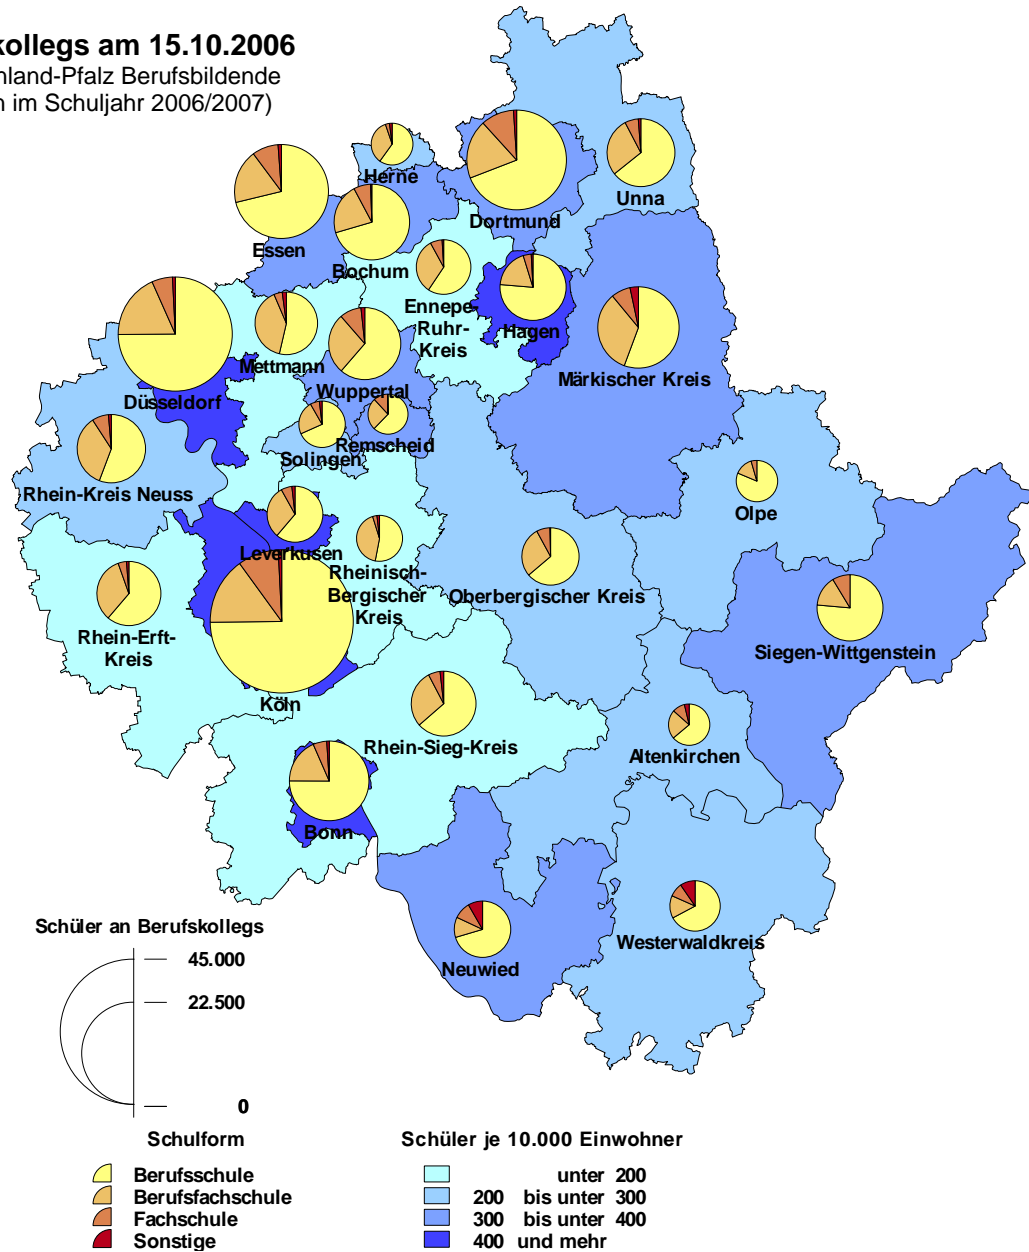 kollegs am 15.10.2006
nland-Pfalz Berufsbildende
n im Schuljahr 2006/2007)
Herne
Dortmund
Unna
Essen
Bochum
Ennepe-
Ruhr-
Kreis
Hagen
Märkischer Kreis
Mettmann
Wuppertal
Düsseldorf
Remscheid
Solingen
Rhein-Kreis Neuss
Olpe
Leverkusen
Rheinisch-
Bergischer
Kreis
Oberbergischer Kreis
Rhein-Erft-
Kreis
Siegen-Wittgenstein
Köln
Rhein-Sieg-Kreis
Altenkirchen
Bonn
Westerwaldkreis
Neuwied
Schüler an Berufskollegs
45.000
22.500
0
Schulform
Berufsschule
Berufsfachschule
Fachschule
Sonstige
Schüler je 10.000 Einwohner
unter 200
200 bis unter 300
300 bis unter 400
400 und mehr